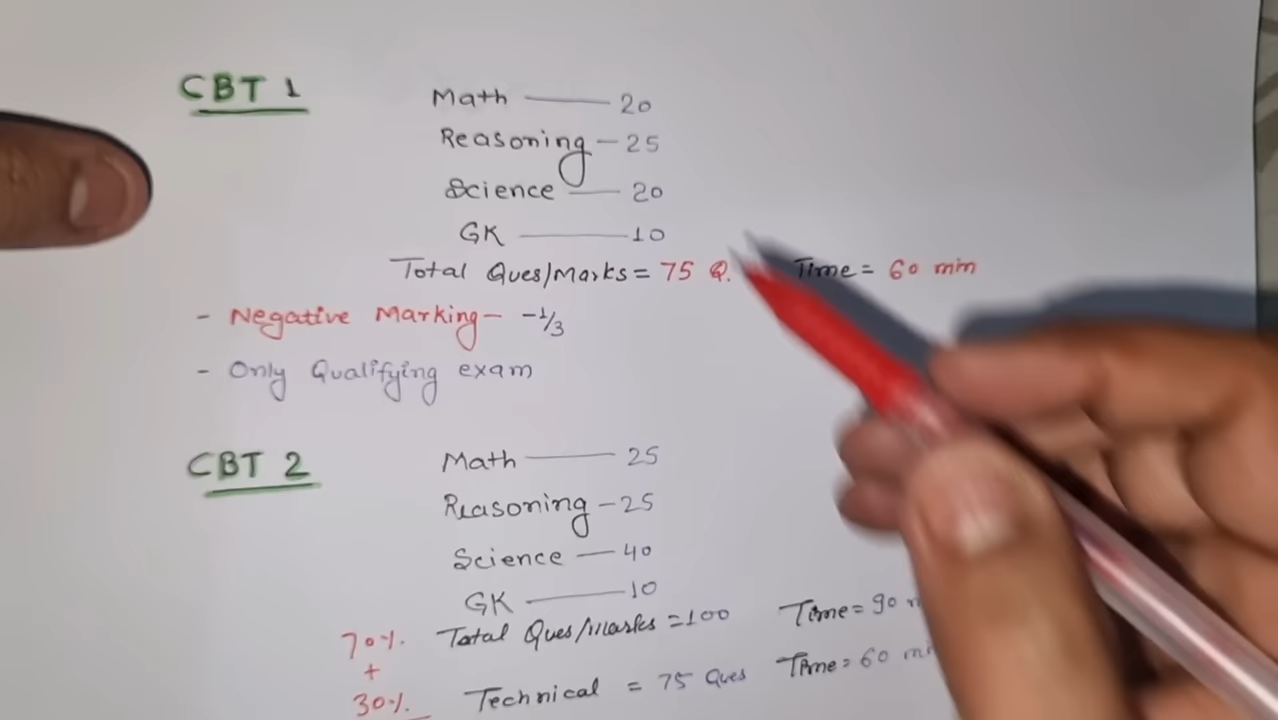 CBT 1
Math — 20
Reasoning — 25
Science — 20
GK — 10
Total Ques/Marks = 75 Q. Time = 60 min
- Negative Marking - -1/3
- Only Qualifying exam
CBT 2
Math — 25
Reasoning - 25
Science — 40
GK — 10
70% Total Ques/Marks = 100 Time = 90
+
30% Technical = 75 Ques Time = 60